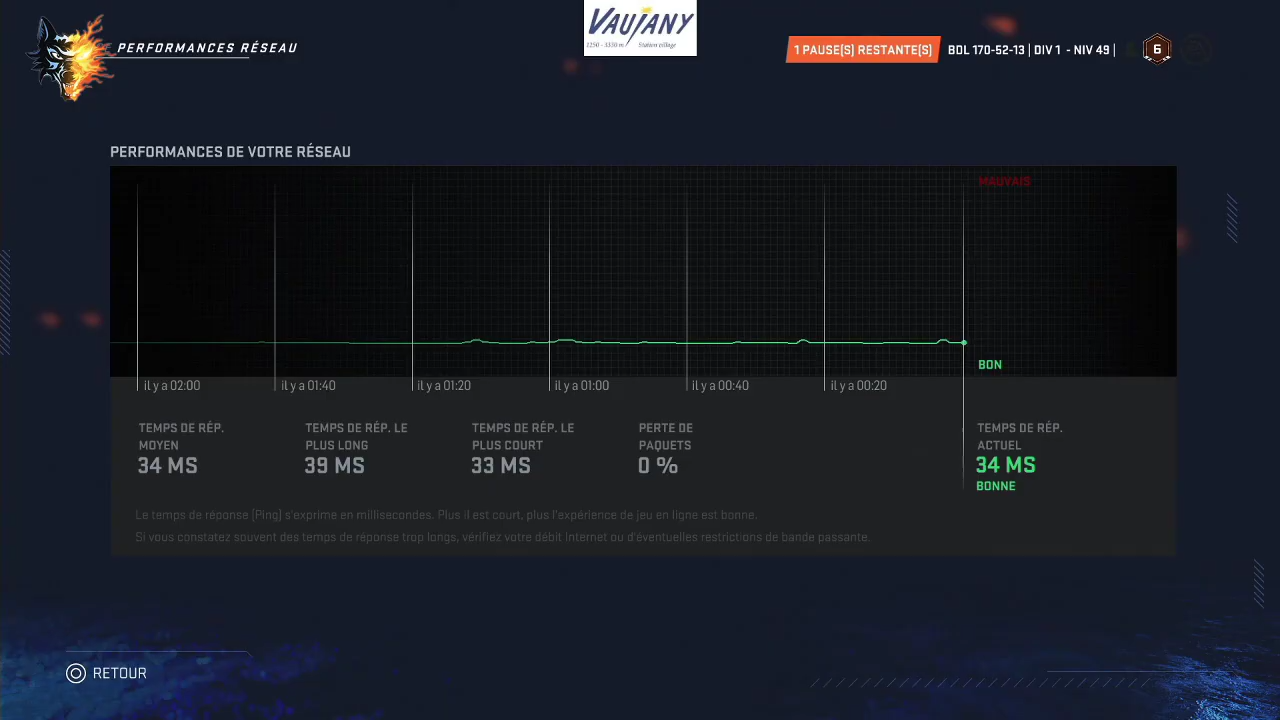 VAUJANY
1250 - 3330 m Station village
PERFORMANCES RÉSEAU
1 PAUSE(S) RESTANTE(S)
BOL 170-52-13 | DIV 1 - NIV 49 |
6
PERFORMANCES DE VOTRE RÉSEAU
MAUVAIS
BON
il y a 02:00
il y a 01:40
il y a 01:20
il y a 01:00
il y a 00:40
il y a 00:20
TEMPS DE RÉP.
MOYEN
34 MS
TEMPS DE RÉP. LE
PLUS LONG
39 MS
TEMPS DE RÉP. LE
PLUS COURT
33 MS
PERTE DE
PAQUETS
0 %
TEMPS DE RÉP.
ACTUEL
34 MS
BONNE
Le temps de réponse (Ping) s'exprime en millisecondes. Plus il est court, plus l'expérience de jeu en ligne est bonne.
Si vous constatez souvent des temps de réponse trop longs, vérifiez votre débit Internet ou d'éventuelles restrictions de bande passante.
RETOUR